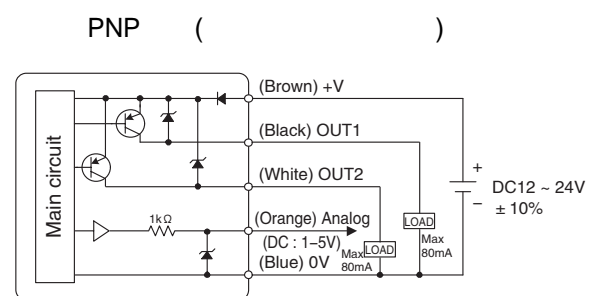 PNP ( )
(Brown) +V
(Black) OUT1
(White) OUT2
Main circuit
1kΩ
(Orange) Analog
(DC : 1–5V)
(Blue) 0V
LOAD
Max
80mA
LOAD
Max
80mA
+
–
DC12 ~ 24V
± 10%